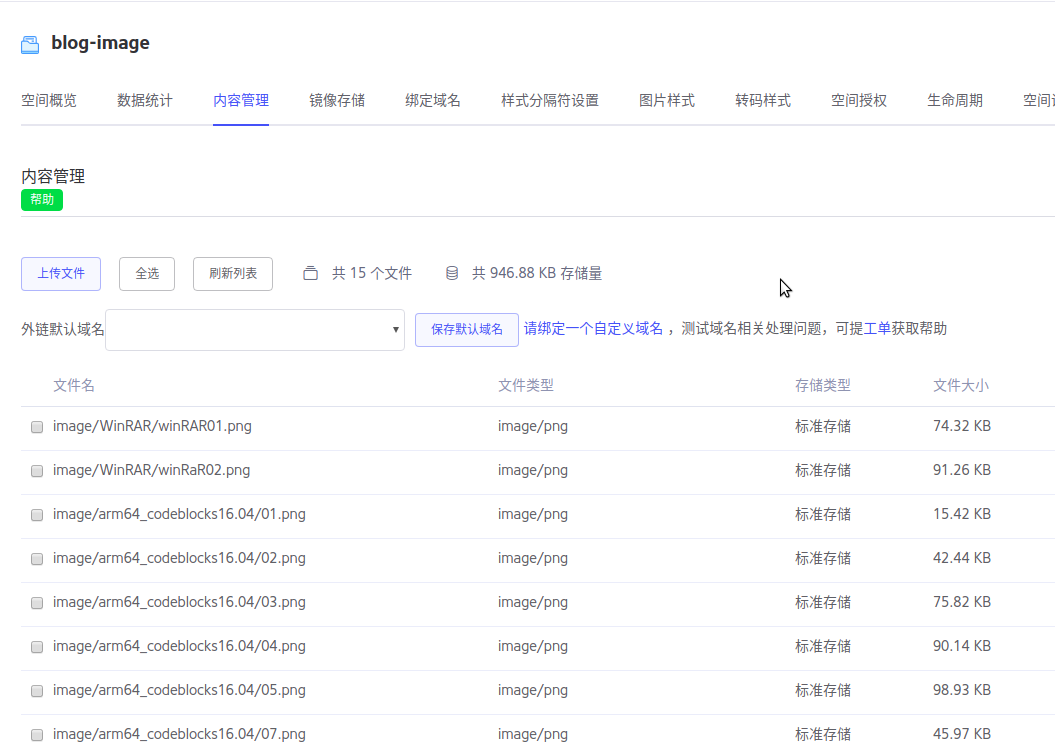 blog-image
空间概览 数据统计 内容管理 镜像存储 绑定域名 样式分隔符设置 图片样式 转码样式 空间授权 生命周期 空间
内容管理
帮助
上传文件 全选 刷新列表 共 15 个文件 共 946.88 KB 存储量
外链默认域名 保存默认域名 请绑定一个自定义域名 ，测试域名相关处理问题，可提工单获取帮助
文件名 文件类型 存储类型 文件大小
image/WinRAR/winRAR01.png image/png 标准存储 74.32 KB
image/WinRAR/winRaR02.png image/png 标准存储 91.26 KB
image/arm64_codeblocks16.04/01.png image/png 标准存储 15.42 KB
image/arm64_codeblocks16.04/02.png image/png 标准存储 42.44 KB
image/arm64_codeblocks16.04/03.png image/png 标准存储 75.82 KB
image/arm64_codeblocks16.04/04.png image/png 标准存储 90.14 KB
image/arm64_codeblocks16.04/05.png image/png 标准存储 98.93 KB
image/arm64_codeblocks16.04/07.png image/png 标准存储 45.97 KB